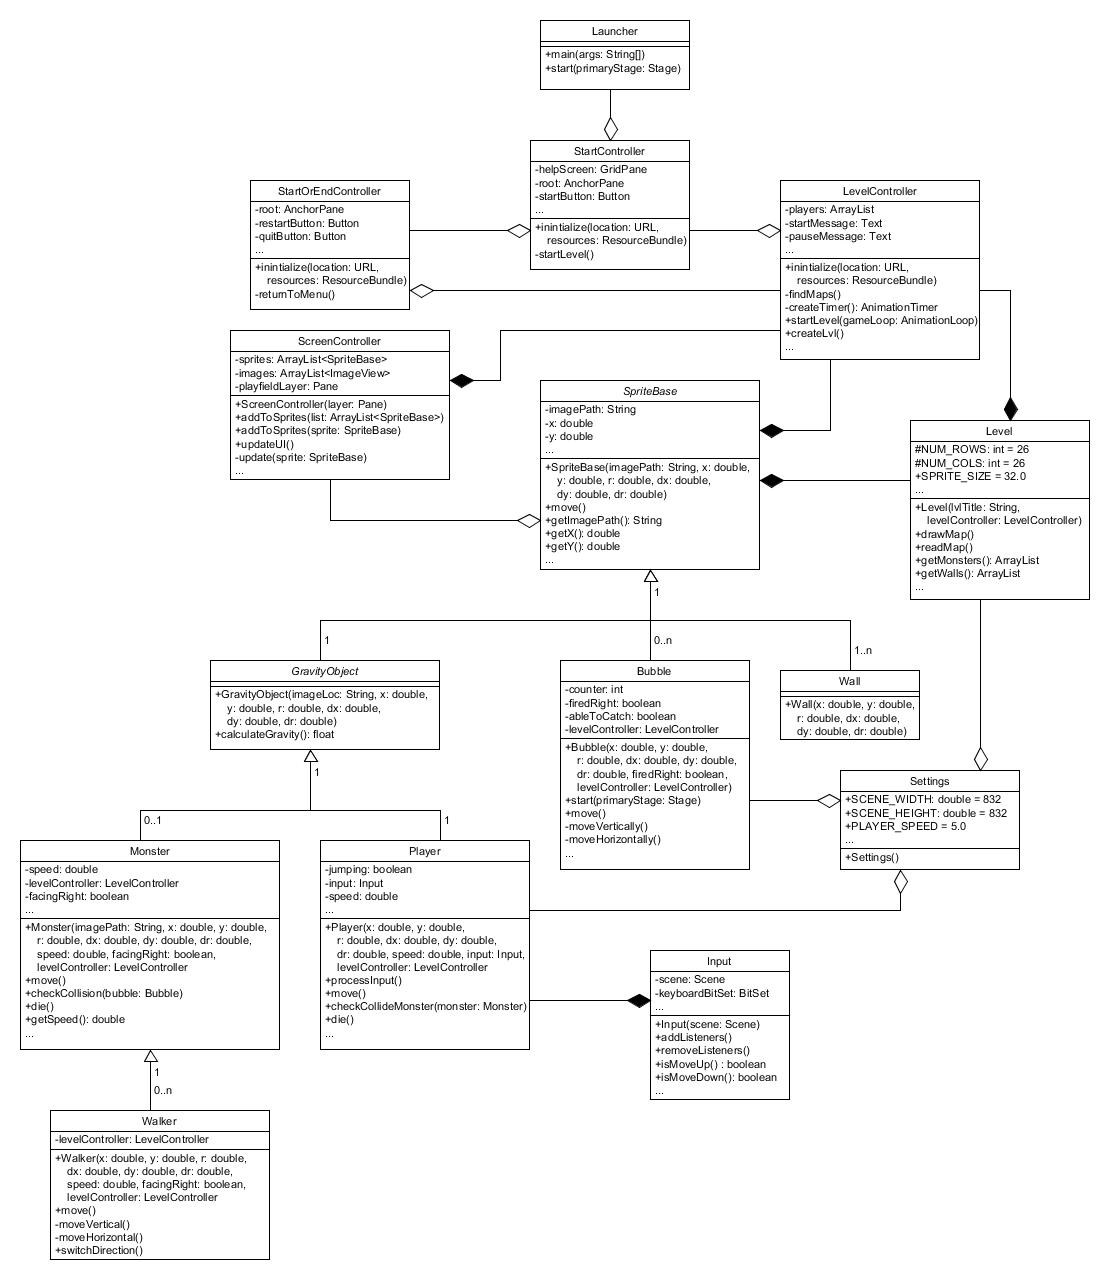 Launcher
+main(args: String[])
+start(primaryStage: Stage)
StartController
-helpScreen: GridPane
-root: AnchorPane
-startButton: Button
...
+inintialize(location: URL,
resources: ResourceBundle)
-startLevel()
StartOrEndController
-root: AnchorPane
-restartButton: Button
-quitButton: Button
...
+inintialize(location: URL,
resources: ResourceBundle)
-returnToMenu()
LevelController
-players: ArrayList
-startMessage: Text
-pauseMessage: Text
...
+inintialize(location: URL,
resources: ResourceBundle)
-findMaps()
-createTimer(): AnimationTimer
+startLevel(gameLoop: AnimationLoop)
+createLvl()
...
ScreenController
-sprites: ArrayList<SpriteBase>
-images: ArrayList<ImageView>
-playfieldLayer: Pane
+ScreenController(layer: Pane)
+addToSprites(list: ArrayList<SpriteBase>)
+addToSprites(sprite: SpriteBase)
+updateUI()
-update(sprite: SpriteBase)
...
SpriteBase
-imagePath: String
-x: double
-y: double
...
+SpriteBase(imagePath: String, x: double,
y: double, r: double, dx: double,
dy: double, dr: double)
+move()
+getImagePath(): String
+getX(): double
+getY(): double
...
Level
#NUM_ROWS: int = 26
#NUM_COLS: int = 26
+SPRITE_SIZE = 32.0
...
+Level(lvlTitle: String,
levelController: LevelController)
+drawMap()
+readMap()
+getMonsters(): ArrayList
+getWalls(): ArrayList
...
1
1
0..n
1..n
GravityObject
+GravityObject(imageLoc: String, x: double,
y: double, r: double, dx: double,
dy: double, dr: double)
+calculateGravity(): float
Bubble
-counter: int
-firedRight: boolean
-ableToCatch: boolean
-levelController: LevelController
+Bubble(x: double, y: double,
r: double, dx: double, dy: double,
dr: double, firedRight: boolean,
levelController: LevelController)
+start(primaryStage: Stage)
+move()
-moveVertically()
-moveHorizontally()
...
Wall
+Wall(x: double, y: double,
r: double, dx: double,
dy: double, dr: double)
Settings
+SCENE_WIDTH: double = 832
+SCENE_HEIGHT: double = 832
+PLAYER_SPEED = 5.0
...
+Settings()
1
0..1
1
Monster
-speed: double
-levelController: LevelController
-facingRight: boolean
...
+Monster(imagePath: String, x: double, y: double,
r: double, dx: double, dy: double, dr: double,
speed: double, facingRight: boolean,
levelController: LevelController
+move()
+checkCollision(bubble: Bubble)
+die()
+getSpeed(): double
...
Player
-jumping: boolean
-input: Input
-speed: double
...
+Player(x: double, y: double,
r: double, dx: double, dy: double,
dr: double, speed: double, input: Input,
levelController: LevelController
+processInput()
+move()
+checkCollideMonster(monster: Monster)
+die()
...
Input
-scene: Scene
-keyboardBitSet: BitSet
...
+Input(scene: Scene)
+addListeners()
+removeListeners()
+isMoveUp() : boolean
+isMoveDown(): boolean
...
1
0..n
Walker
-levelController: LevelController
+Walker(x: double, y: double, r: double,
dx: double, dy: double, dr: double,
speed: double, facingRight: boolean,
levelController: LevelController
+move()
-moveVertical()
-moveHorizontal()
+switchDirection()